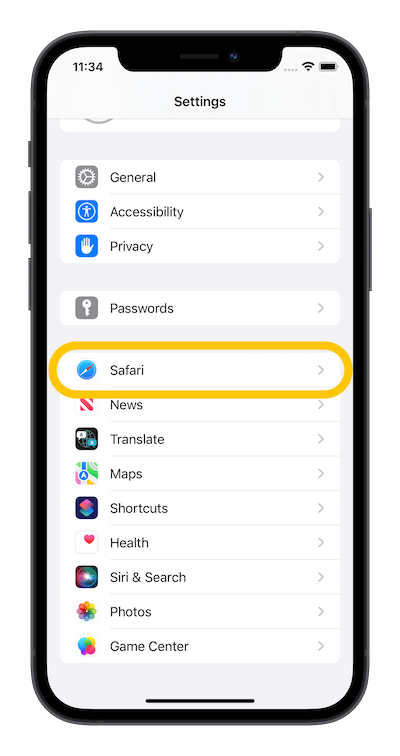 11:34
Settings
General
Accessibility
Privacy
Passwords
Safari
News
Translate
Maps
Shortcuts
Health
Siri & Search
Photos
Game Center